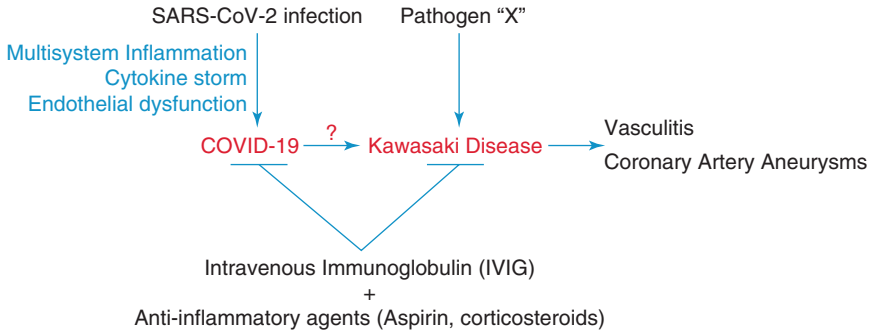 SARS-CoV-2 infection
Pathogen “X”
Multisystem Inflammation
Cytokine storm
Endothelial dysfunction
COVID-19
?
Kawasaki Disease
Vasculitis
Coronary Artery Aneurysms
Intravenous Immunoglobulin (IVIG)
+
Anti-inflammatory agents (Aspirin, corticosteroids)